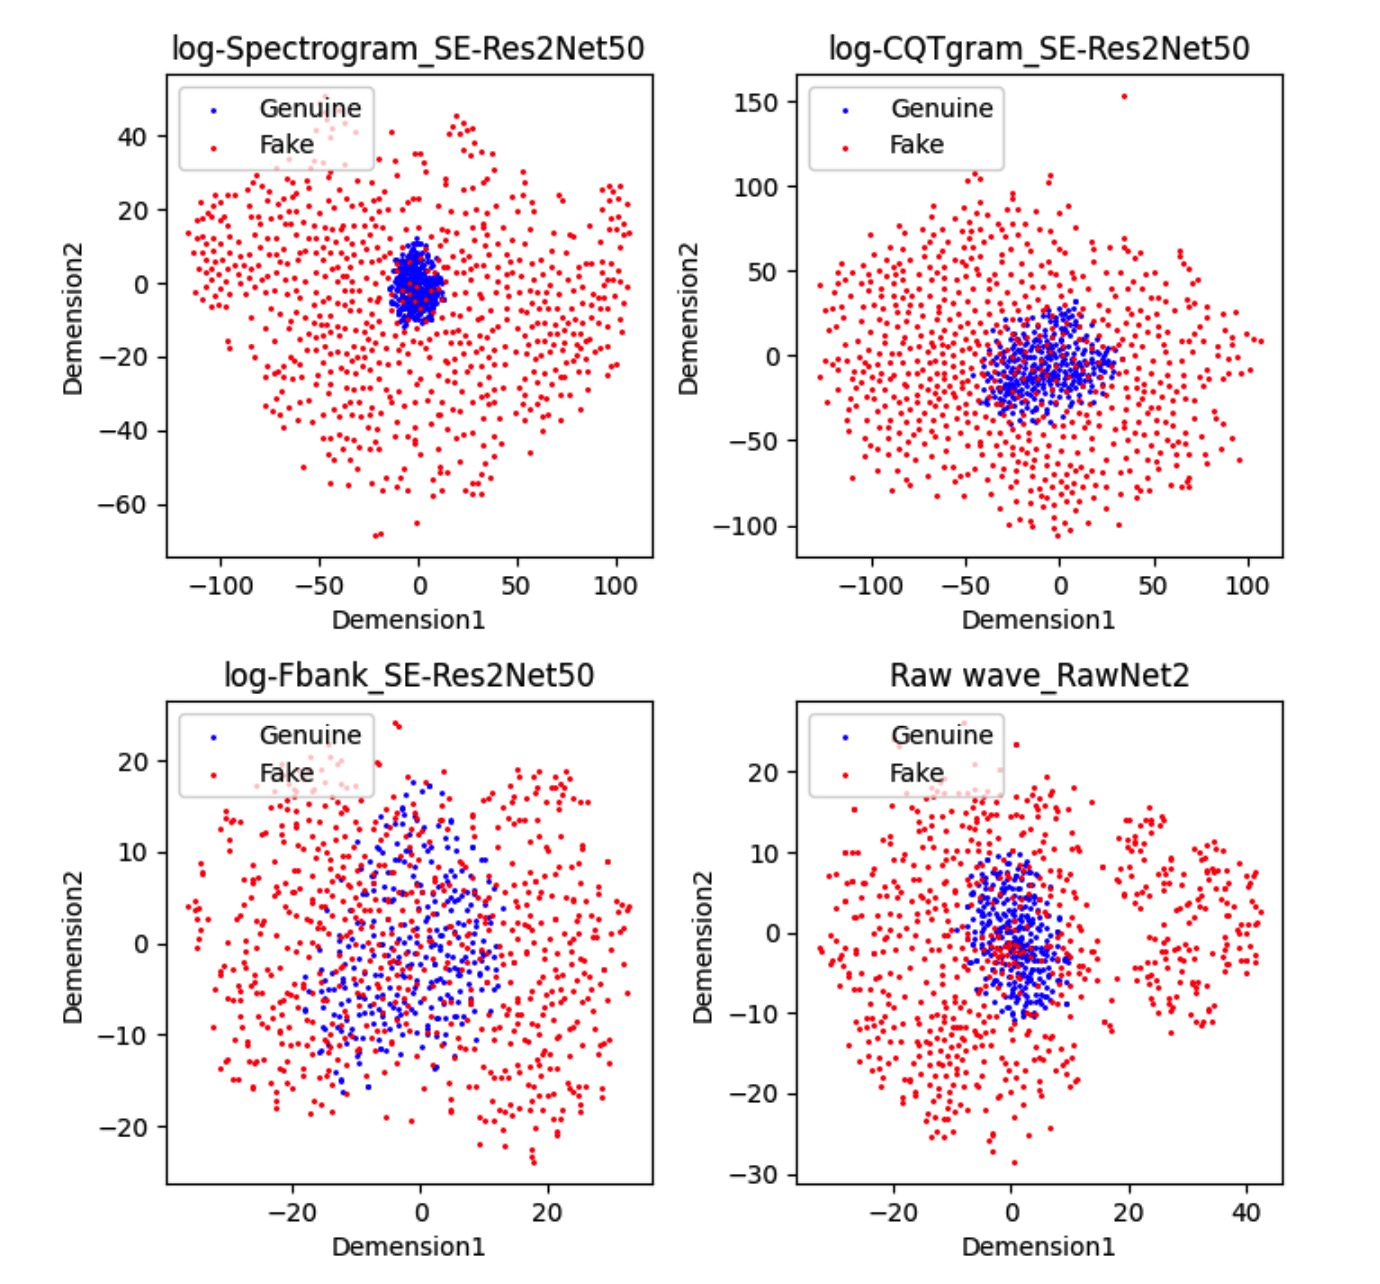 log-Spectrogram_SE-Res2Net50
Genuine
Fake
40
20
0
−20
−40
−60
Demension2
−100 −50 0 50 100
Demension1
log-CQTgram_SE-Res2Net50
Genuine
Fake
150
100
50
0
−50
−100
Demension2
−100 −50 0 50 100
Demension1
log-Fbank_SE-Res2Net50
Genuine
Fake
20
10
0
−10
−20
Demension2
−20 0 20
Demension1
Raw wave_RawNet2
Genuine
Fake
20
10
0
−10
−20
−30
Demension2
−20 0 20 40
Demension1